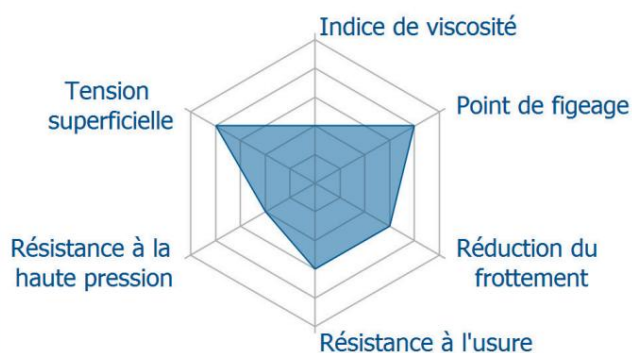 Indice de viscosité
Tension
superficielle
Point de figeage
Résistance à la
haute pression
Réduction du
frottement
Résistance à l'usure